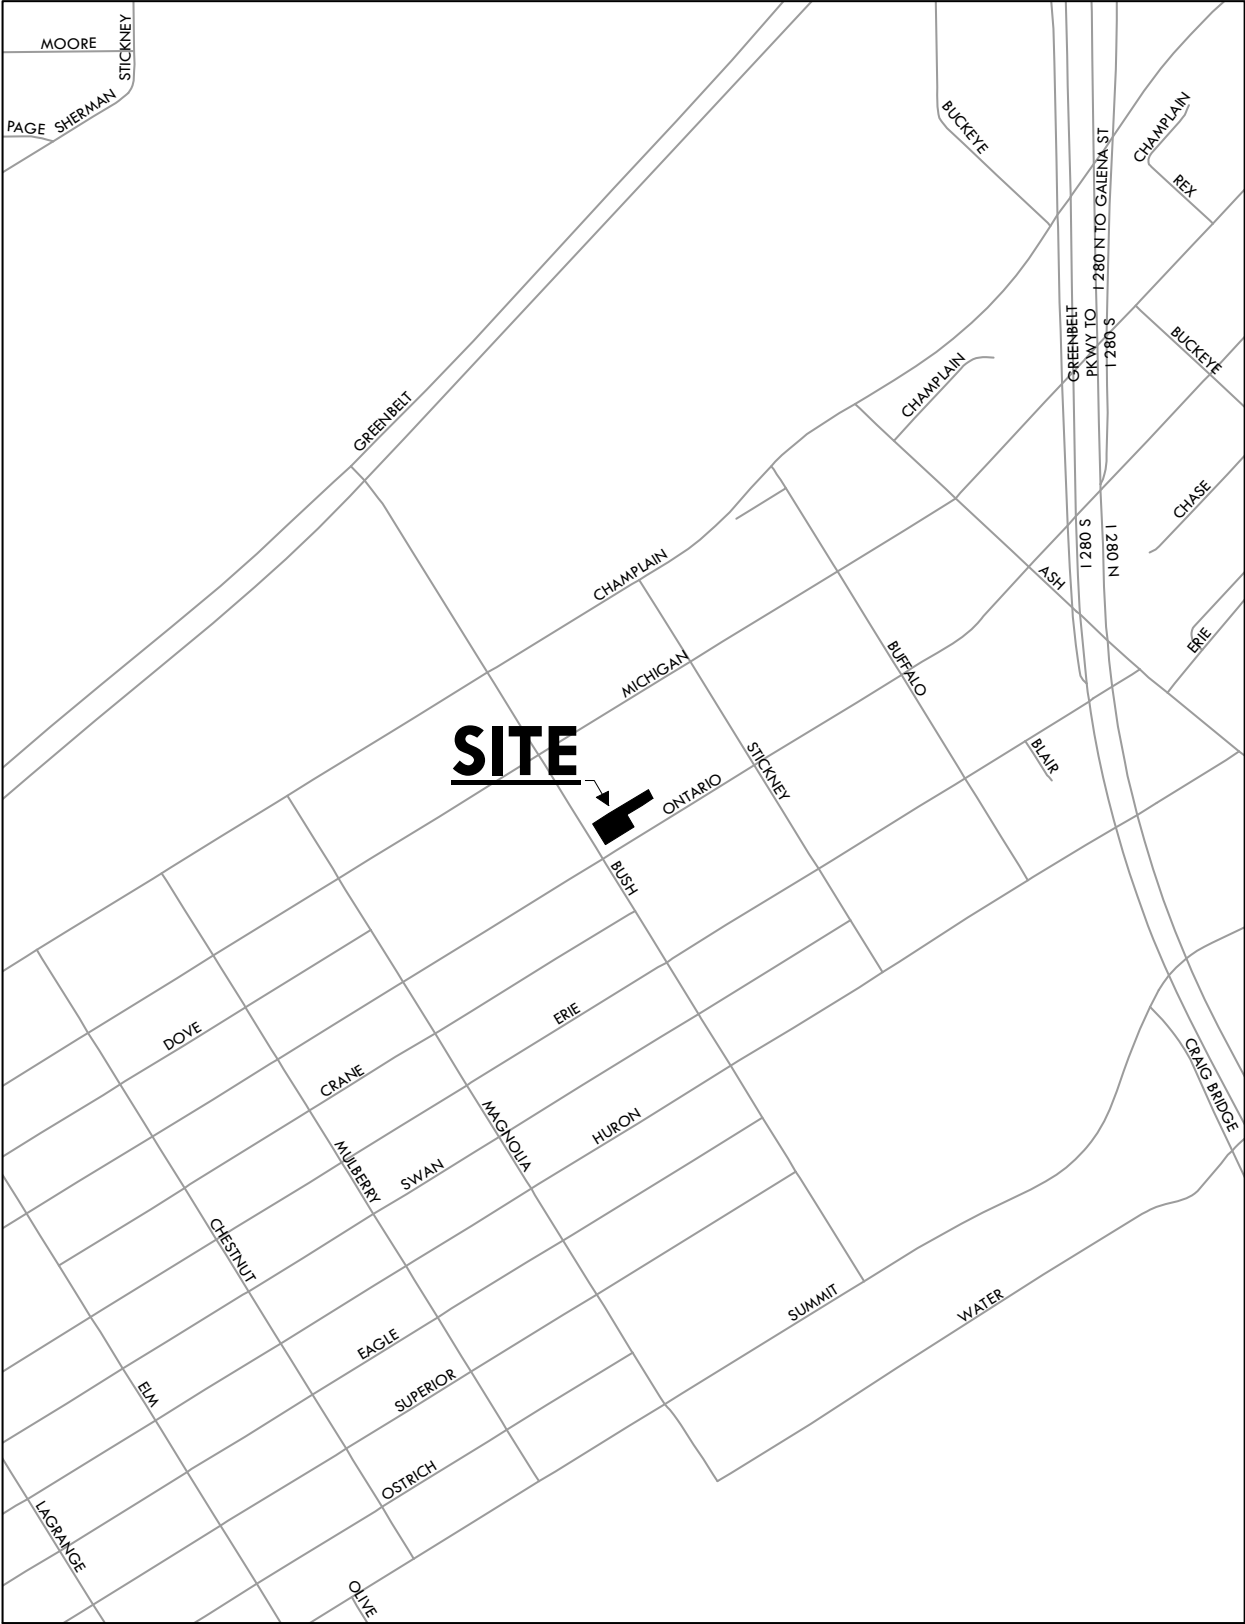 MOORE
STICKNEY
SHERMAN
PAGE
BUCKEYE
CHAMPLAIN
REX
I 280 N TO GALENA ST
GREENBELT
PKWY TO
I 280 S
BUCKEYE
CHAMPLAIN
GREENBELT
CHASE
I 280 S
I 280 N
ASH
CHAMPLAIN
ERIE
BUFFALO
MICHIGAN
SITE
STICKNEY
BLAIR
ONTARIO
BUSH
ERIE
DOVE
CRANE
CRAIG BRIDGE
MAGNOLIA
HURON
MULBERRY
SWAN
CHESTNUT
SUMMIT
WATER
EAGLE
SUPERIOR
ELM
OSTRICH
LAGRANGE
OLIVE